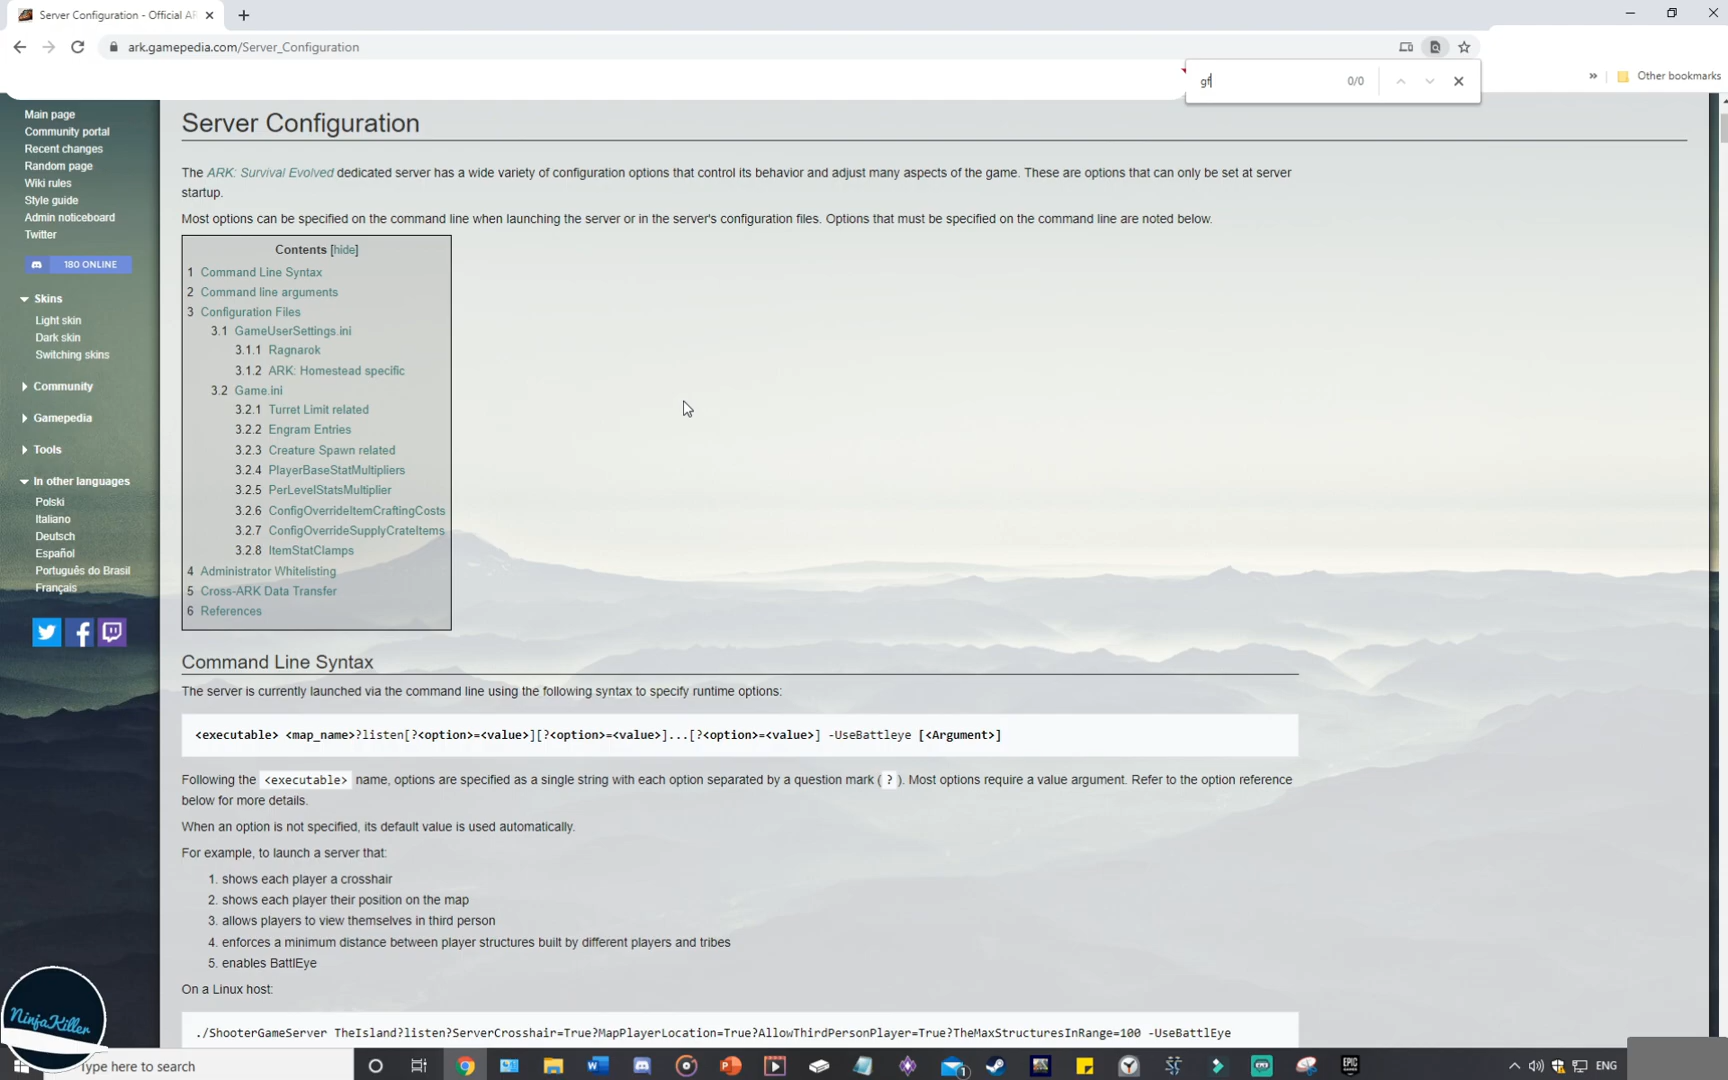 Server Configuration - Official AR
ark.gamepedia.com/Server_Configuration
gf 0/0
» Other bookmarks
Main page
Community portal
Recent changes
Random page
Wiki rules
Style guide
Admin noticeboard
Twitter
180 ONLINE
Skins
Light skin
Dark skin
Switching skins
Community
Gamepedia
Tools
In other languages
Polski
Italiano
Deutsch
Español
Português do Brasil
Français
Server Configuration
The ARK: Survival Evolved dedicated server has a wide variety of configuration options that control its behavior and adjust many aspects of the game. These are options that can only be set at server
startup.
Most options can be specified on the command line when launching the server or in the server's configuration files. Options that must be specified on the command line are noted below.
Contents [hide]
1 Command Line Syntax
2 Command line arguments
3 Configuration Files
3.1 GameUserSettings.ini
3.1.1 Ragnarok
3.1.2 ARK: Homestead specific
3.2 Game.ini
3.2.1 Turret Limit related
3.2.2 Engram Entries
3.2.3 Creature Spawn related
3.2.4 PlayerBaseStatMultipliers
3.2.5 PerLevelStatsMultiplier
3.2.6 ConfigOverrideItemCraftingCosts
3.2.7 ConfigOverrideSupplyCrateItems
3.2.8 ItemStatClamps
4 Administrator Whitelisting
5 Cross-ARK Data Transfer
6 References
Command Line Syntax
The server is currently launched via the command line using the following syntax to specify runtime options:
<executable> <map_name>?listen[?<option>=<value>][?<option>=<value>]...[?<option>=<value>] -UseBattleye [<Argument>]
Following the <executable> name, options are specified as a single string with each option separated by a question mark ( ? ). Most options require a value argument. Refer to the option reference
below for more details.
When an option is not specified, its default value is used automatically.
For example, to launch a server that:
1. shows each player a crosshair
2. shows each player their position on the map
3. allows players to view themselves in third person
4. enforces a minimum distance between player structures built by different players and tribes
5. enables BattlEye
On a Linux host:
./ShooterGameServer TheIsland?listen?ServerCrosshair=True?MapPlayerLocation=True?AllowThirdPersonPlayer=True?TheMaxStructuresInRange=100 -UseBattlEye
NinjaKiller
Type here to search
1
EPIC GAMES
ENG